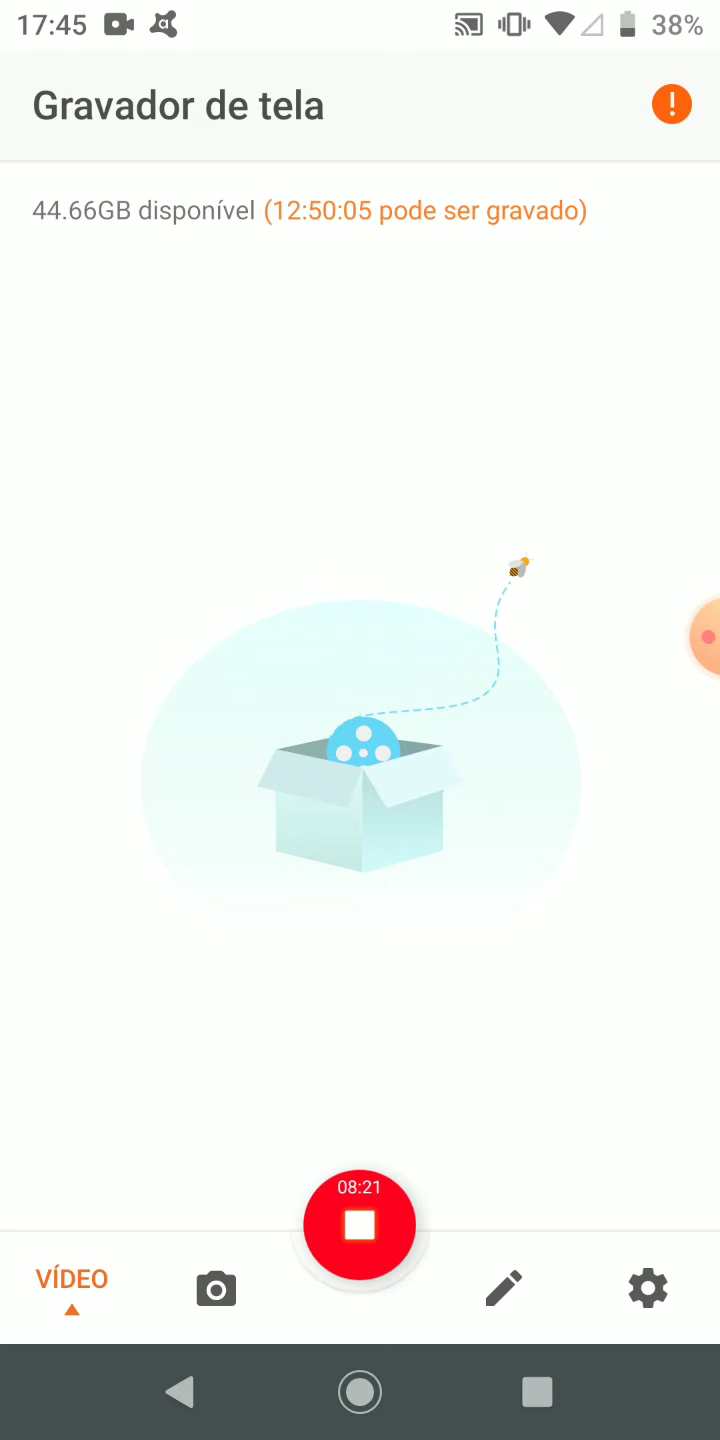 17:45
38%
Gravador de tela
44.66GB disponível (12:50:05 pode ser gravado)
08:21
VÍDEO